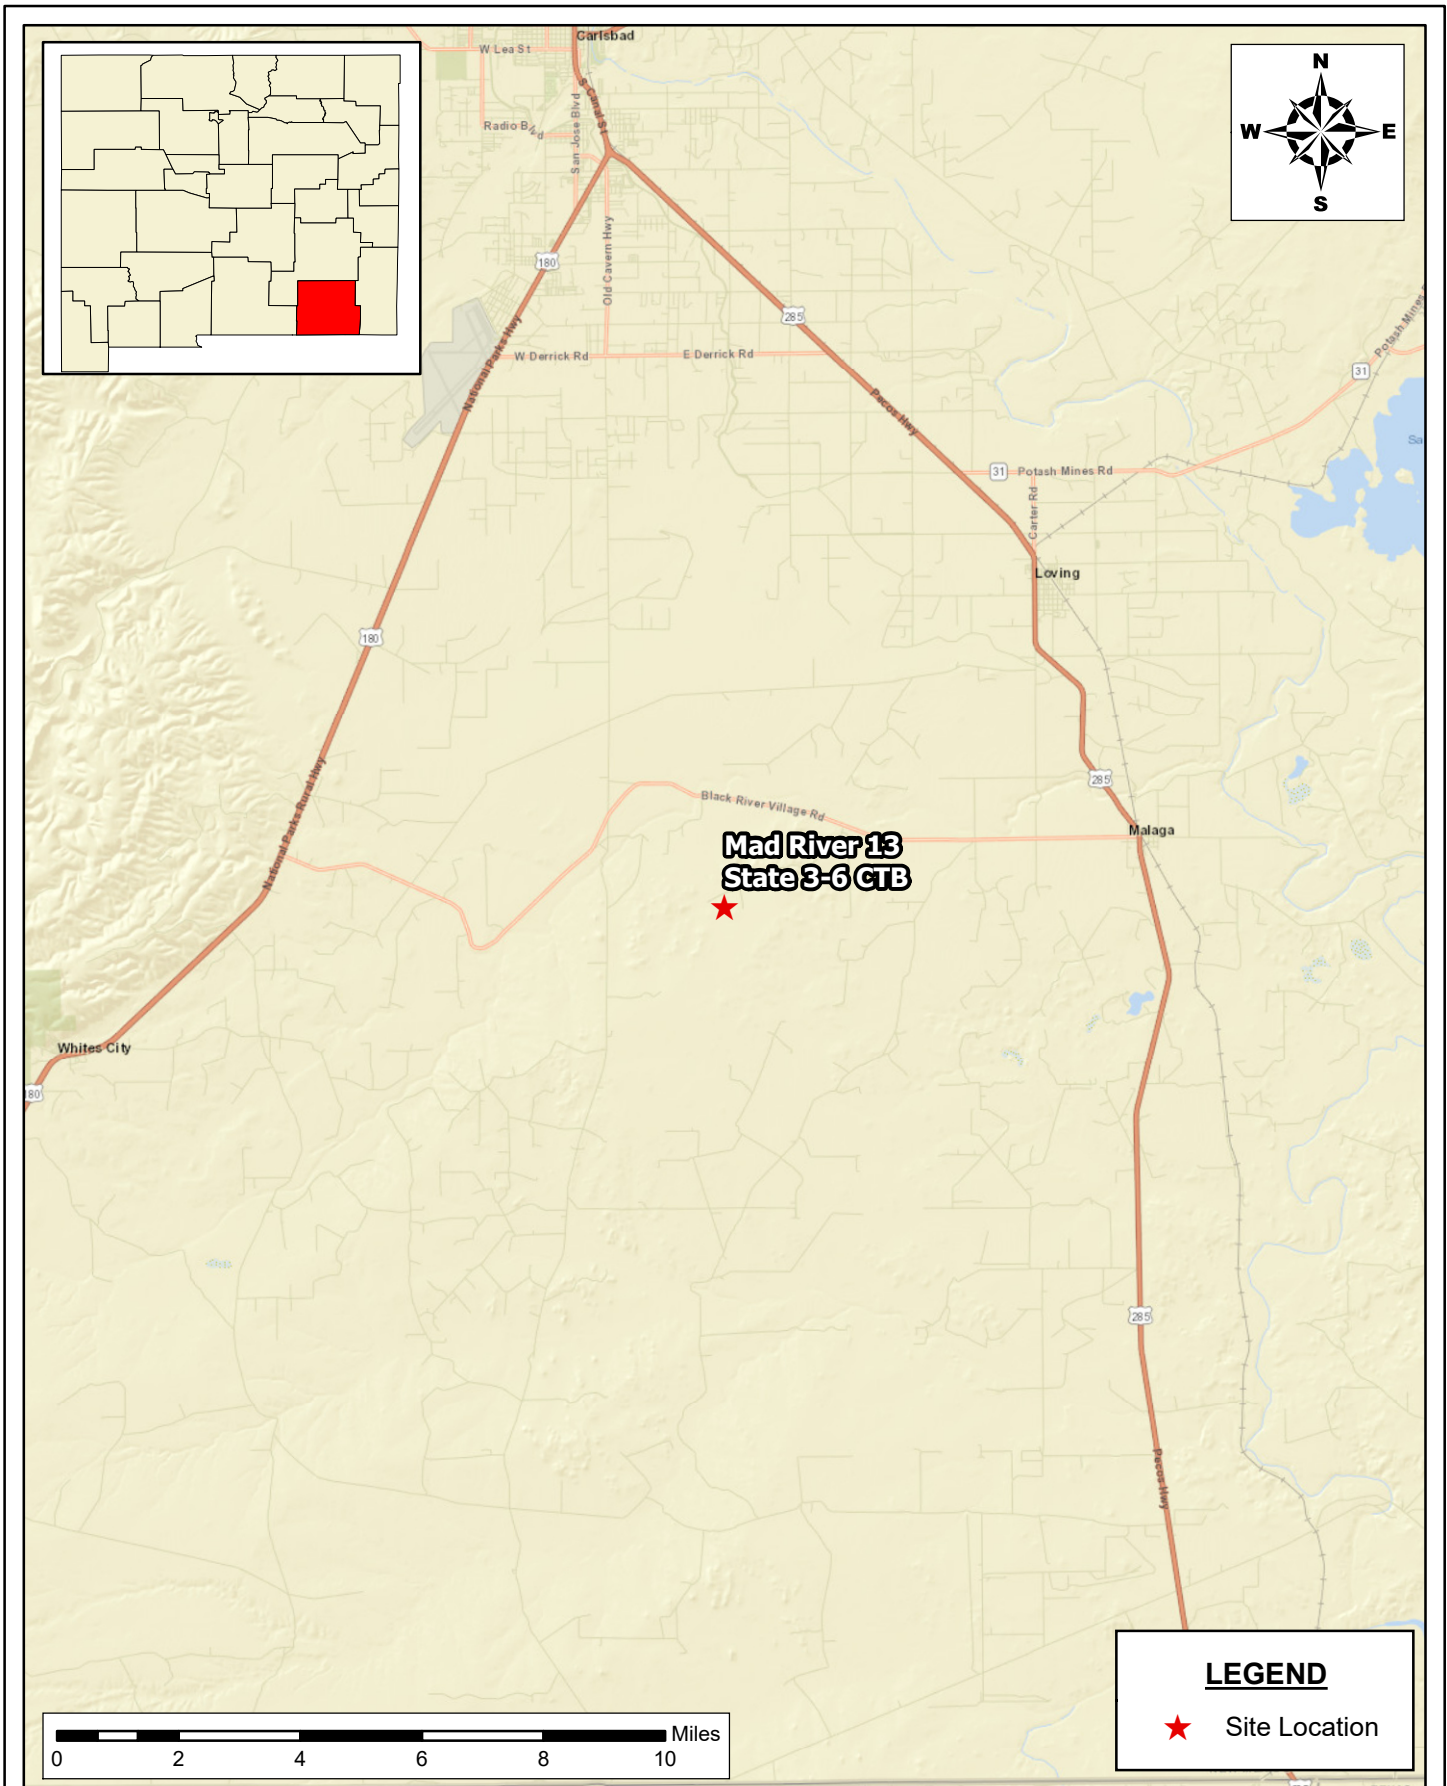 Carlsbad
W Lea St
S Canal St
San Jose Blvd
Radio Blvd
N
W E
S
180
Old Cavern Hwy
285
National Parks Hwy
W Derrick Rd
E Derrick Rd
31
Potash Mines
Pecos Hwy
Sa
31
Potash Mines Rd
Carter Rd
Loving
180
285
National Parks Rural Hwy
Black River Village Rd
Malaga
Mad River 13
State 3-6 CTB
Whites City
180
285
Pecos Hwy
LEGEND
Site Location
Miles
0 2 4 6 8 10